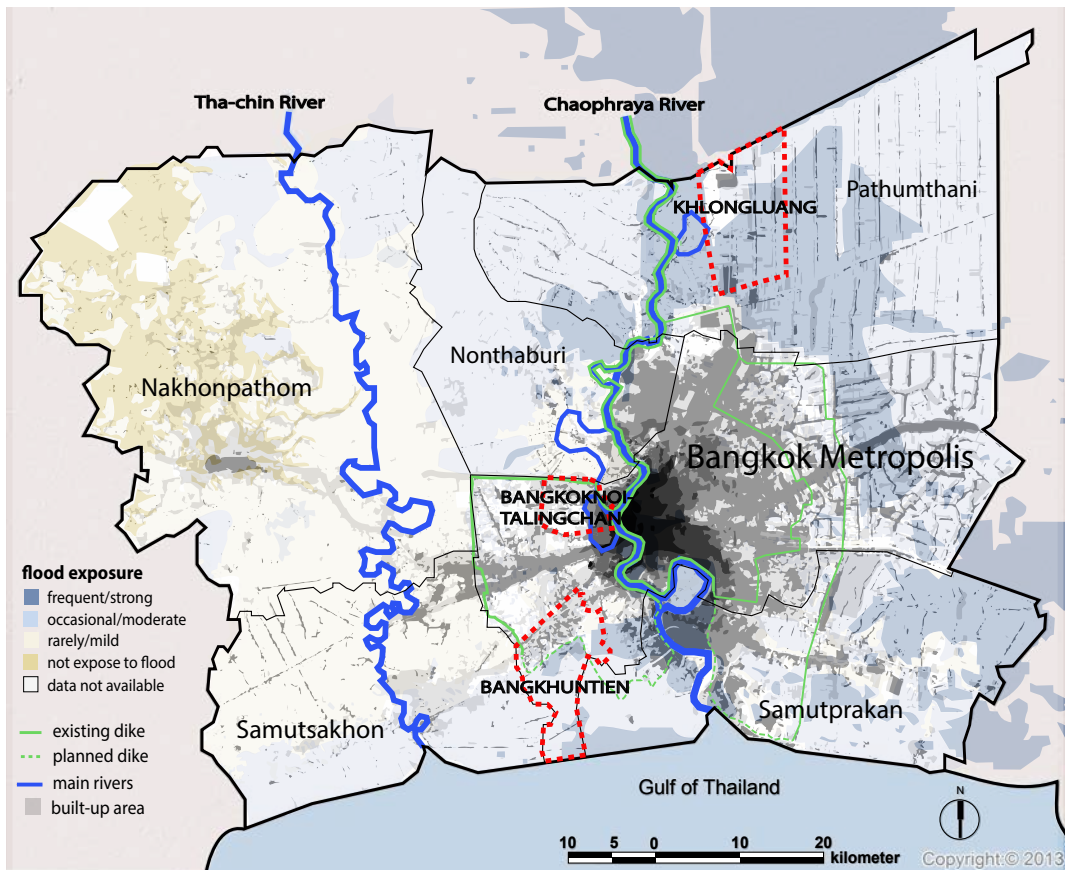 Tha-chin River
Chaophraya River
Pathumthani
KHLONGLUANG
Nonthaburi
Nakhonpathom
Bangkok Metropolis
BANGKOKNOI-
TALINGCHAN
flood exposure
frequent/strong
occasional/moderate
rarely/mild
not expose to flood
data not available
existing dike
planned dike
main rivers
built-up area
BANGKHUNTIEN
Samutsakhon
Samutprakan
Gulf of Thailand
N
10 5 0 10 20
kilometer
Copyright:© 2013